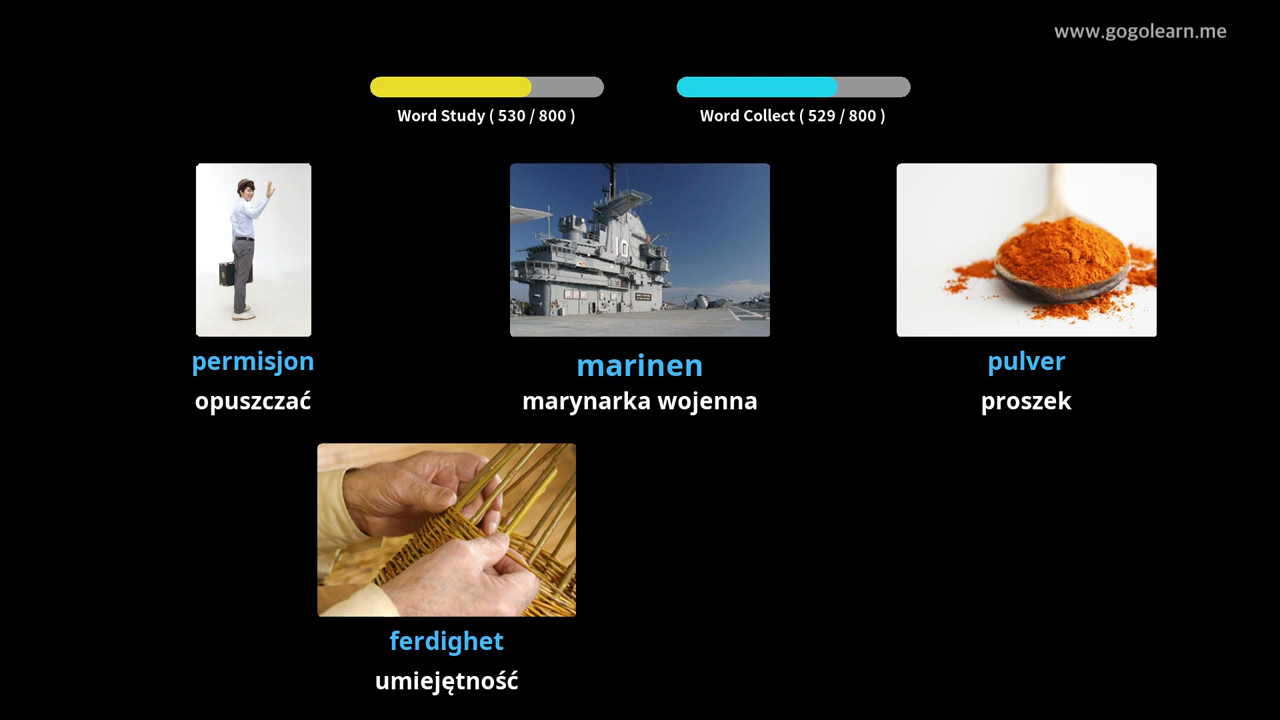 www.gogolearn.me
Word Study ( 530 / 800 )
Word Collect ( 529 / 800 )
10
permisjon
opuszczać
marinen
marynarka wojenna
pulver
proszek
ferdighet
umiejętność